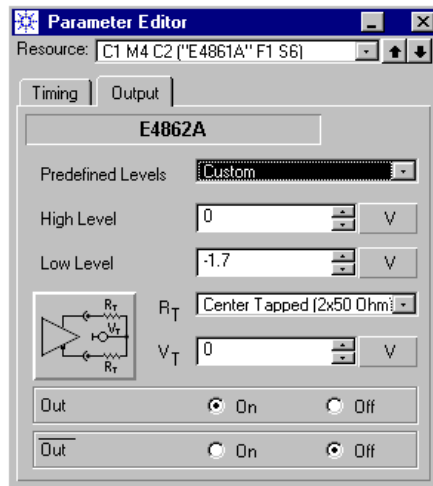 Parameter Editor
Resource: C1 M4 C2 ("E4861A" F1 S6)
Timing Output
E4862A
Predefined Levels Custom
High Level 0 V
Low Level -1.7 V
RT VT RT
RT Center Tapped (2x50 Ohm)
VT 0 V
Out On Off
Out On Off